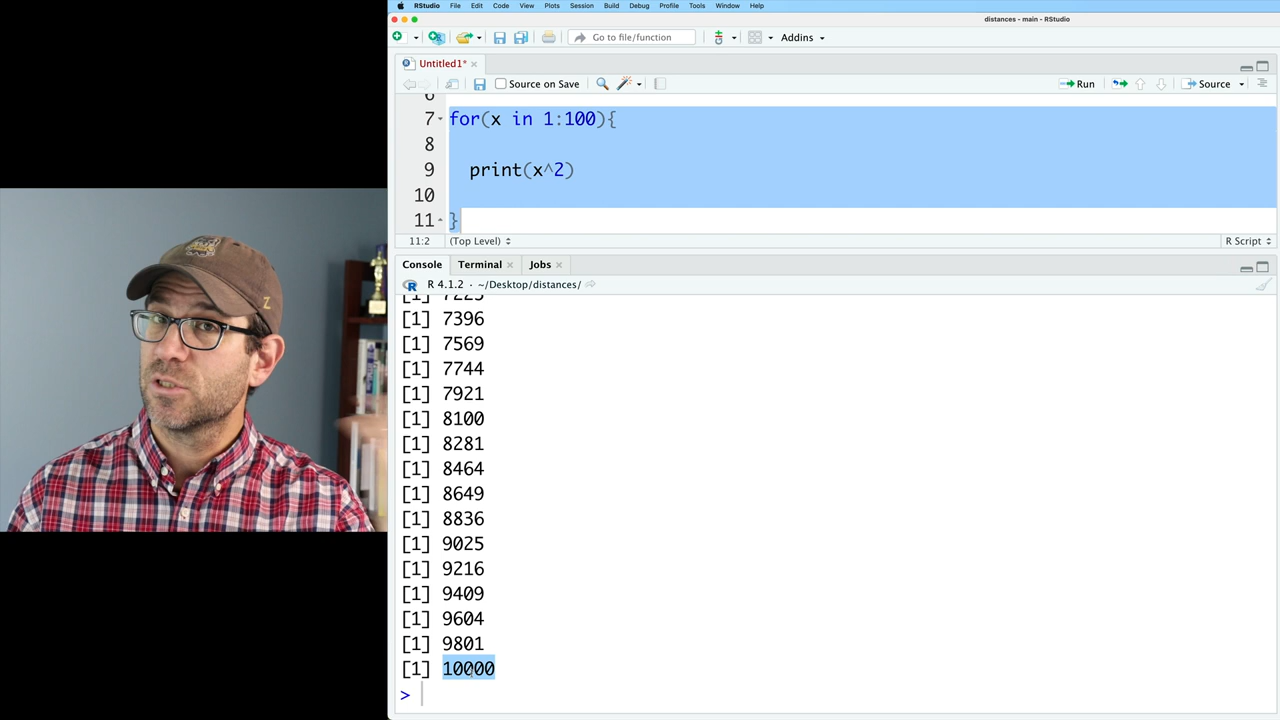 RStudio File Edit Code View Plots Session Build Debug Profile Tools Window Help
distances - main - RStudio
Go to file/function Addins
Untitled1*
Source on Save Run Source
6
7 for(x in 1:100){
8
9 print(x^2)
10
11 }
11:2 (Top Level) R Script
Console Terminal Jobs
R 4.1.2 · ~/Desktop/distances/
[1] 7225
[1] 7396
[1] 7569
[1] 7744
[1] 7921
[1] 8100
[1] 8281
[1] 8464
[1] 8649
[1] 8836
[1] 9025
[1] 9216
[1] 9409
[1] 9604
[1] 9801
[1] 10000
>
Z